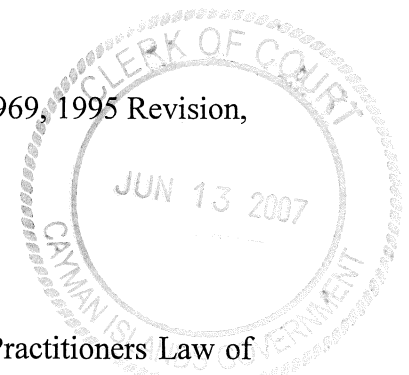 969, 1995 Revision,
CLERK OF COURT
JUN 13 2007
CAYMAN ISLANDS GOVERNMENT
Practitioners Law of